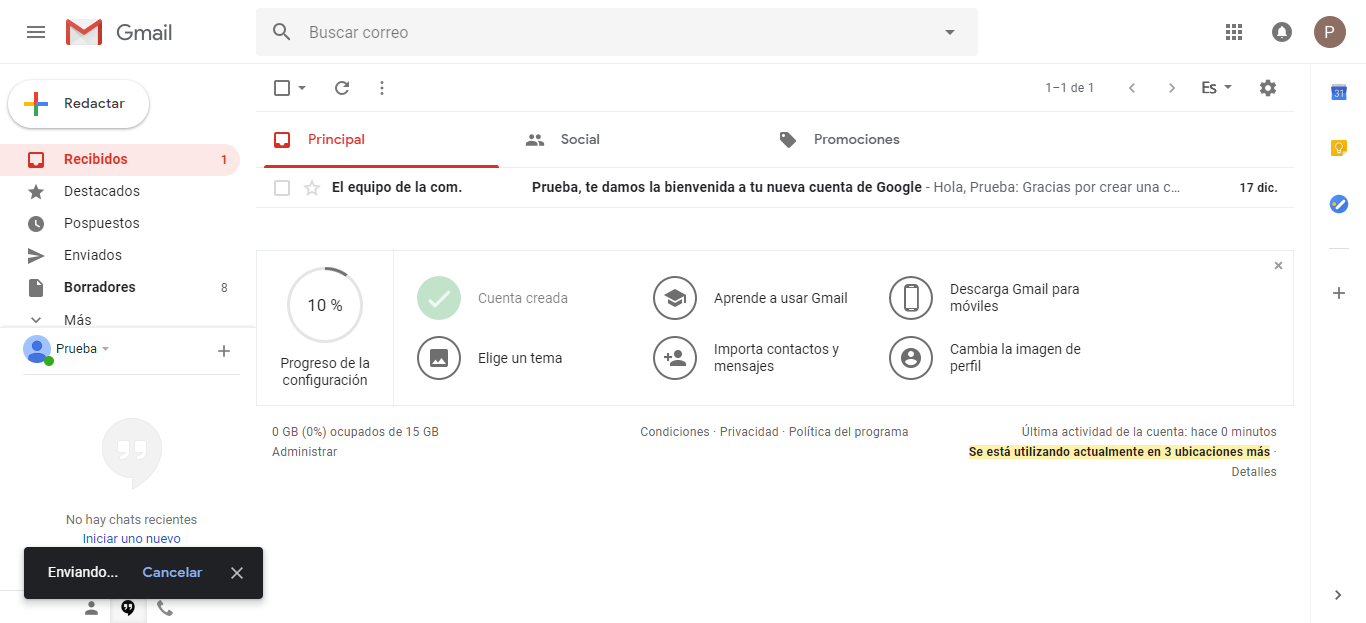 Gmail
Buscar correo
P
Redactar
1–1 de 1
Es
31
Recibidos 1
Destacados
Pospuestos
Enviados
Borradores 8
Más
Prueba
Principal
Social
Promociones
El equipo de la com. Prueba, te damos la bienvenida a tu nueva cuenta de Google - Hola, Prueba: Gracias por crear una c… 17 dic.
10 %
Progreso de la
configuración
Cuenta creada
Aprende a usar Gmail
Descarga Gmail para
móviles
Elige un tema
Importa contactos y
mensajes
Cambia la imagen de
perfil
0 GB (0%) ocupados de 15 GB
Administrar
Condiciones · Privacidad · Política del programa
Última actividad de la cuenta: hace 0 minutos
Se está utilizando actualmente en 3 ubicaciones más ·
Detalles
No hay chats recientes
Iniciar uno nuevo
Enviando... Cancelar